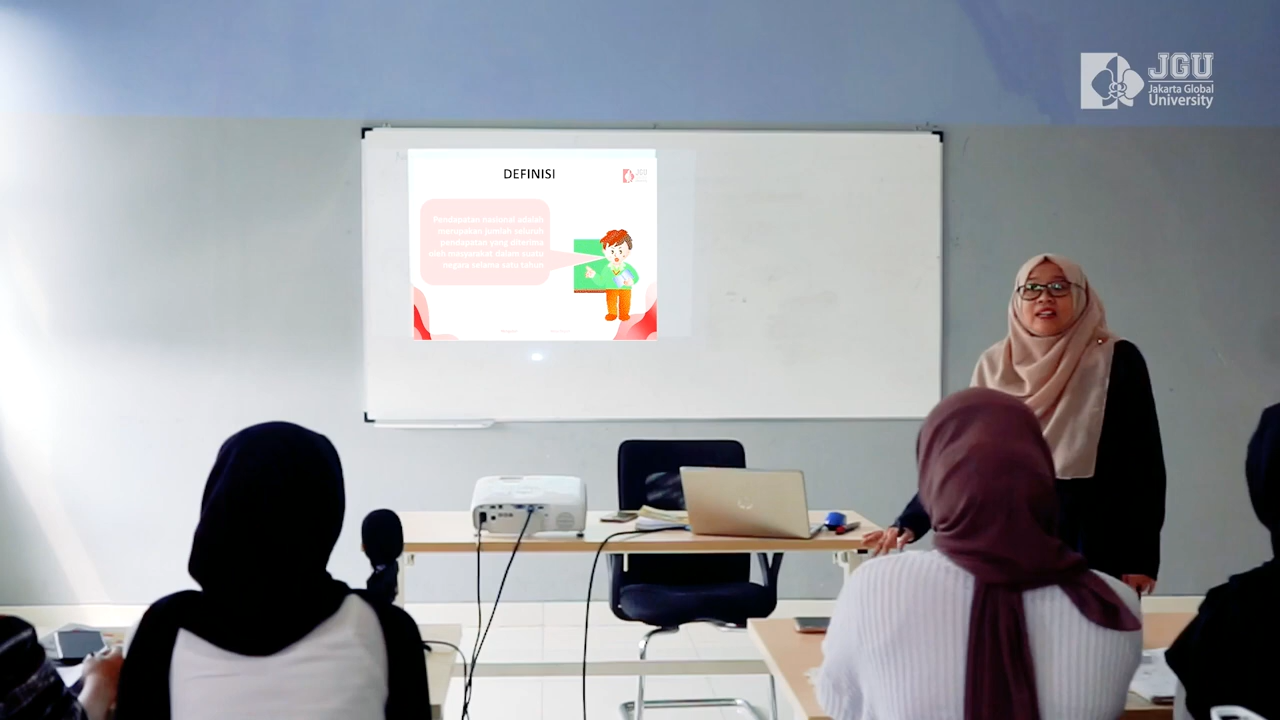 JGU
Jakarta Global
University
DEFINISI
JGU
Pendapatan Nasional adalah
merupakan jumlah seluruh
pendapatan yang diterima
oleh masyarakat dalam suatu
negara selama satu tahun